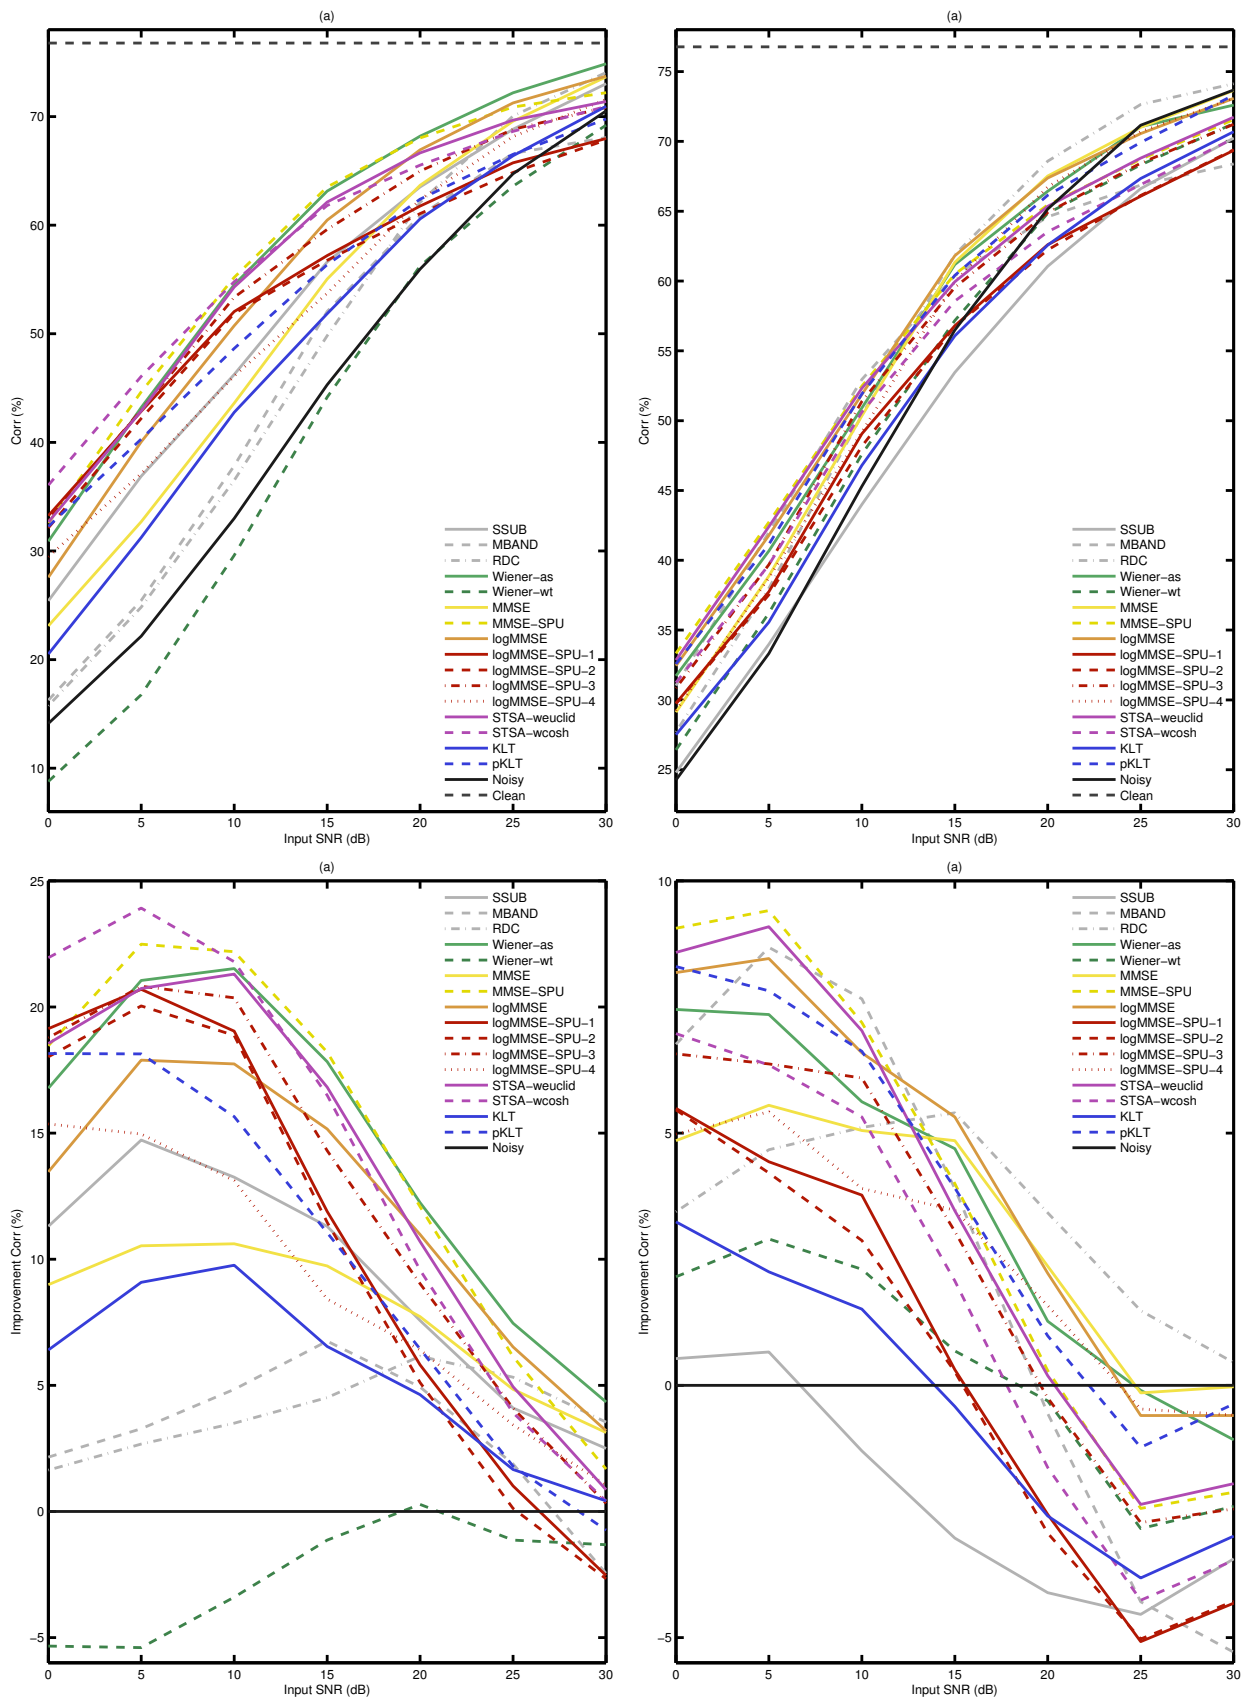 (a)
70
60
50
40
30
20
10
Corr (%)
SSUB
MBAND
RDC
Wiener−as
Wiener−wt
MMSE
MMSE−SPU
logMMSE
logMMSE−SPU−1
logMMSE−SPU−2
logMMSE−SPU−3
logMMSE−SPU−4
STSA−weuclid
STSA−wcosh
KLT
pKLT
Noisy
Clean
0 5 10 15 20 25 30
Input SNR (dB)
(a)
75
70
65
60
55
50
45
40
35
30
25
Corr (%)
SSUB
MBAND
RDC
Wiener−as
Wiener−wt
MMSE
MMSE−SPU
logMMSE
logMMSE−SPU−1
logMMSE−SPU−2
logMMSE−SPU−3
logMMSE−SPU−4
STSA−weuclid
STSA−wcosh
KLT
pKLT
Noisy
Clean
0 5 10 15 20 25 30
Input SNR (dB)
(a)
25
20
15
10
5
0
−5
Improvement Corr (%)
SSUB
MBAND
RDC
Wiener−as
Wiener−wt
MMSE
MMSE−SPU
logMMSE
logMMSE−SPU−1
logMMSE−SPU−2
logMMSE−SPU−3
logMMSE−SPU−4
STSA−weuclid
STSA−wcosh
KLT
pKLT
Noisy
0 5 10 15 20 25 30
Input SNR (dB)
(a)
10
5
0
−5
Improvement Corr (%)
SSUB
MBAND
RDC
Wiener−as
Wiener−wt
MMSE
MMSE−SPU
logMMSE
logMMSE−SPU−1
logMMSE−SPU−2
logMMSE−SPU−3
logMMSE−SPU−4
STSA−weuclid
STSA−wcosh
KLT
pKLT
Noisy
0 5 10 15 20 25 30
Input SNR (dB)